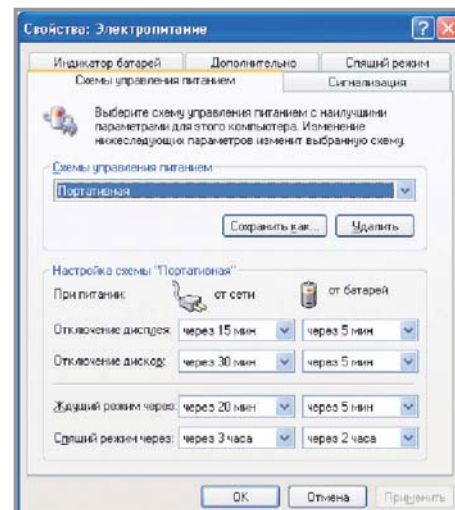 Свойства: Электропитание
Индикатор батарей Дополнительно Спящий режим
Схемы управления питанием Сигнализация
Выберите схему управления питанием с наилучшими
параметрами для этого компьютера. Изменение
нижеследующих параметров изменит выбранную схему.
Схемы управления питанием
Портативная
Сохранить как... Удалить
Настройка схемы "Портативная"
При питании: от сети от батарей
Отключение дисплея: через 15 мин через 5 мин
Отключение дисков: через 30 мин через 5 мин
Ждущий режим через: через 20 мин через 5 мин
Спящий режим через: через 3 часа через 2 часа
ОК Отмена Применить